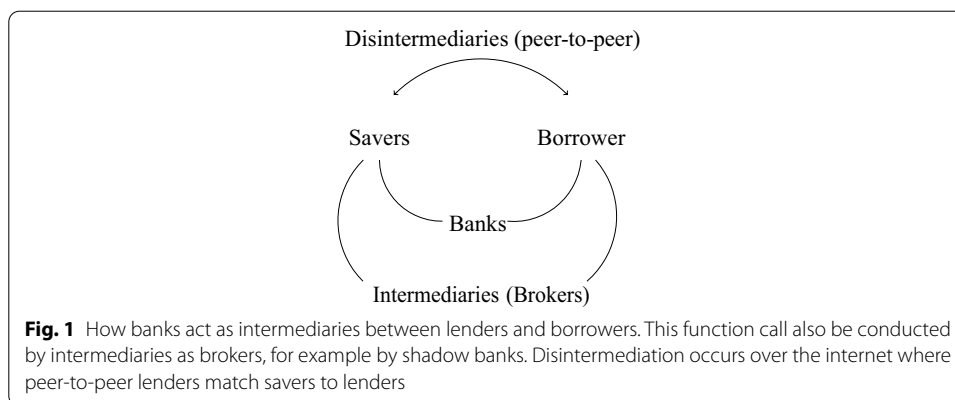 Disintermediaries (peer-to-peer)
Savers Borrower
Banks
Intermediaries (Brokers)
Fig. 1 How banks act as intermediaries between lenders and borrowers. This function call also be conducted
by intermediaries as brokers, for example by shadow banks. Disintermediation occurs over the internet where
peer-to-peer lenders match savers to lenders